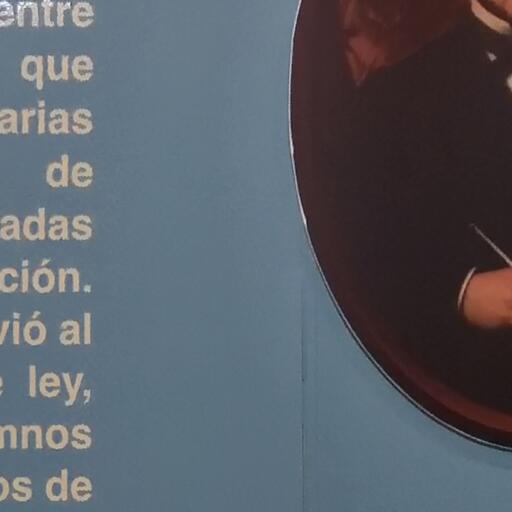 entre
que
arias
de
adas
ción.
vió al
ley,
mnos
os de